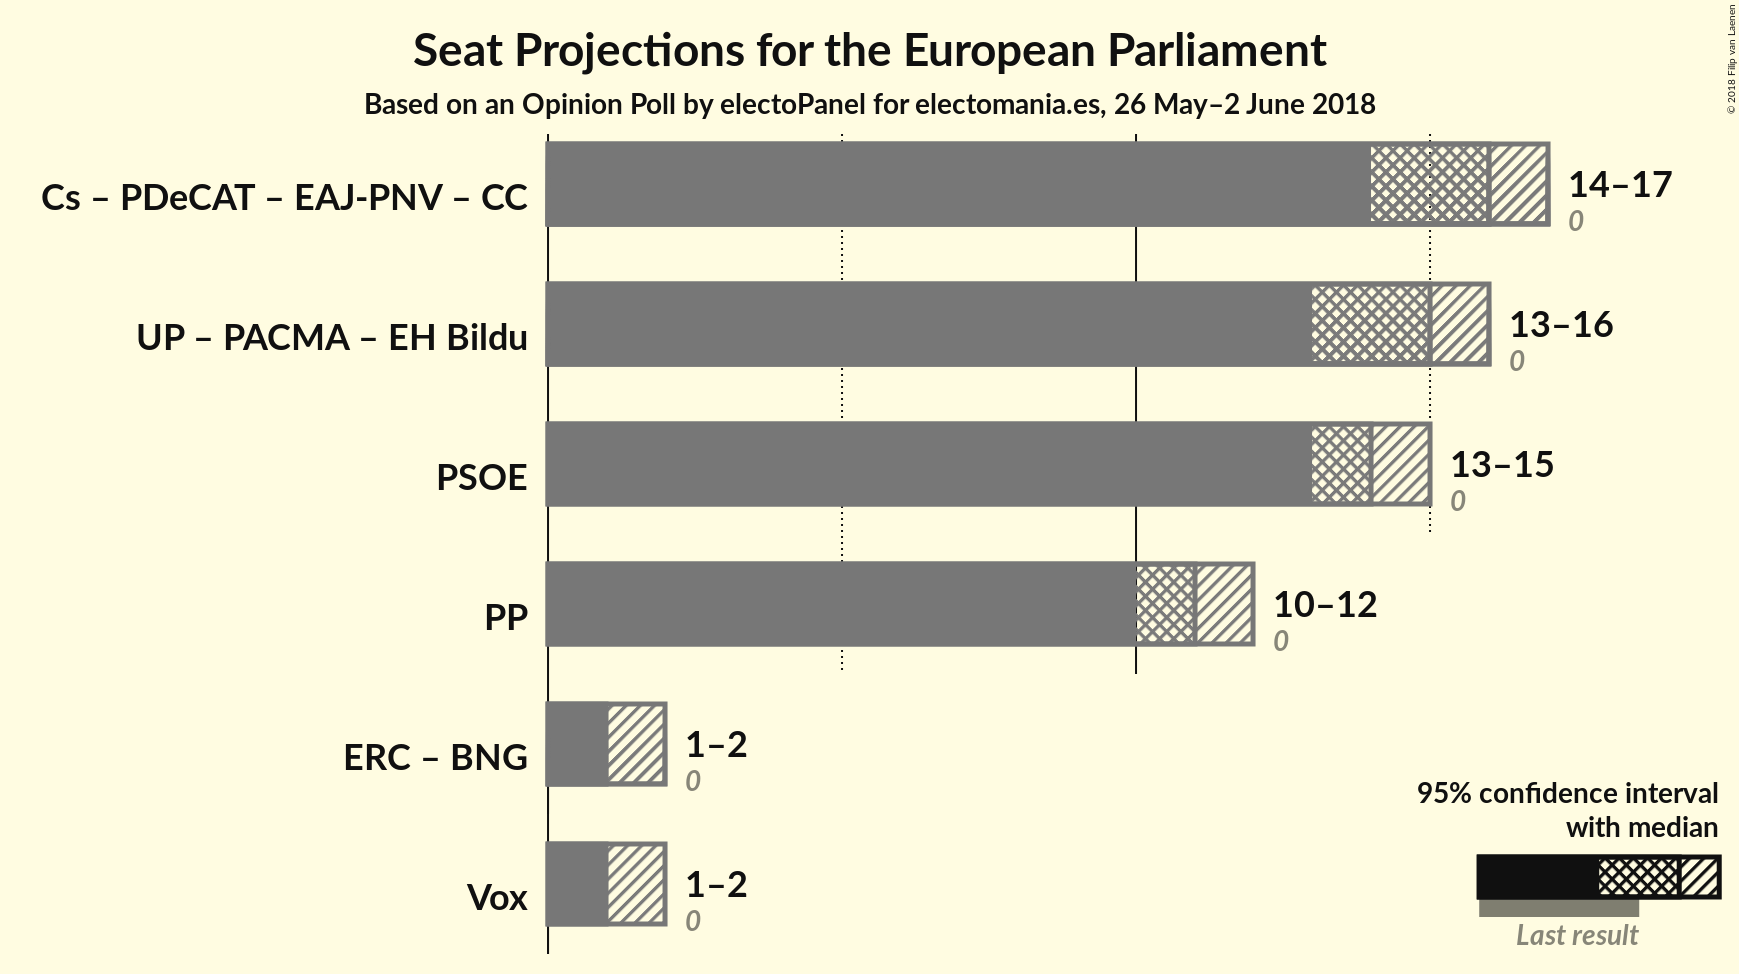 Seat Projections for the European Parliament
Based on an Opinion Poll by electoPanel for electomania.es, 26 May–2 June 2018
© 2018 Filip van Laenen
Cs – PDeCAT – EAJ-PNV – CC
14–17
0
UP – PACMA – EH Bildu
13–16
0
PSOE
13–15
0
PP
10–12
0
ERC – BNG
1–2
0
Vox
1–2
0
95% confidence interval
with median
Last result